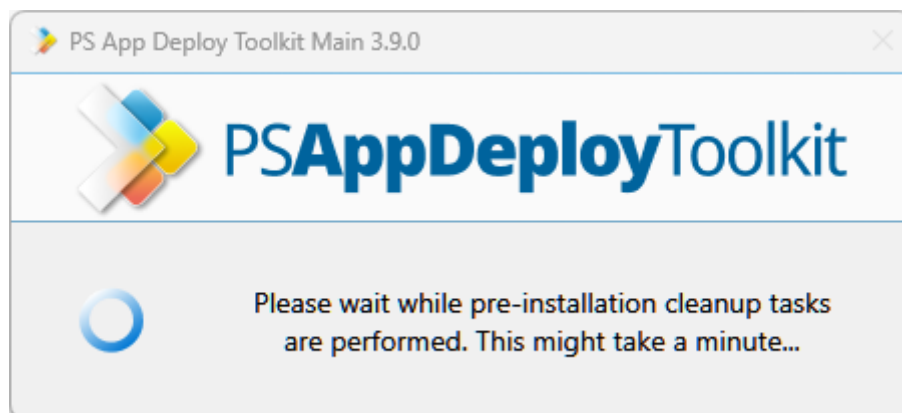 PS App Deploy Toolkit Main 3.9.0
PSAppDeployToolkit
Please wait while pre-installation cleanup tasks
are performed. This might take a minute...